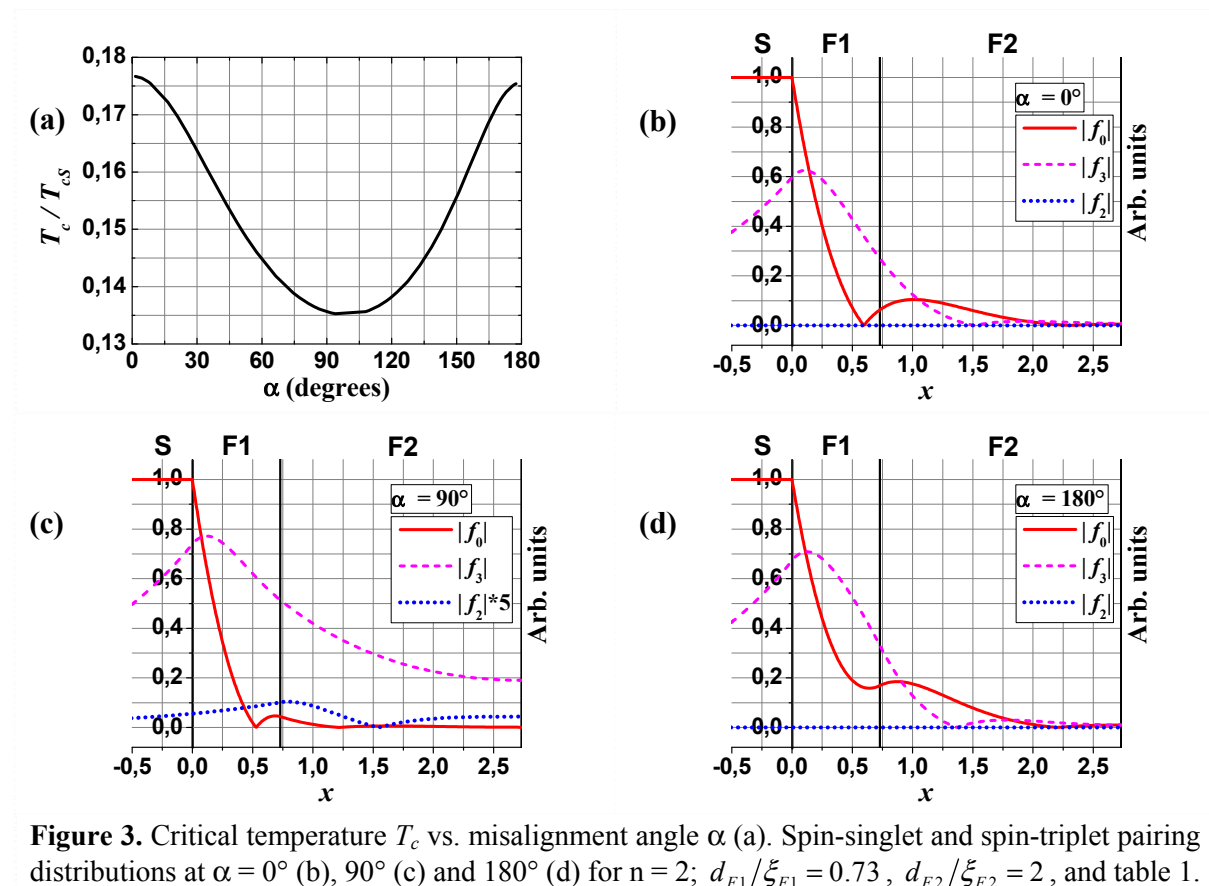 (a)
0,18
0,17
0,16
0,15
0,14
0,13
T_c / T_cS
0 30 60 90 120 150 180
α (degrees)
(b)
S F1 F2
1,0
0,8
0,6
0,4
0,2
0,0
α = 0°
|f_0|
|f_3|
|f_2|
Arb. units
-0,5 0,0 0,5 1,0 1,5 2,0 2,5
x
(c)
S F1 F2
1,0
0,8
0,6
0,4
0,2
0,0
α = 90°
|f_0|
|f_3|
|f_2|*5
Arb. units
-0,5 0,0 0,5 1,0 1,5 2,0 2,5
x
(d)
S F1 F2
1,0
0,8
0,6
0,4
0,2
0,0
α = 180°
|f_0|
|f_3|
|f_2|
Arb. units
-0,5 0,0 0,5 1,0 1,5 2,0 2,5
x
Figure 3. Critical temperature T_c vs. misalignment angle α (a). Spin-singlet and spin-triplet pairing
distributions at α = 0° (b), 90° (c) and 180° (d) for n = 2; d_F1/ξ_F1 = 0.73 , d_F2/ξ_F2 = 2 , and table 1.